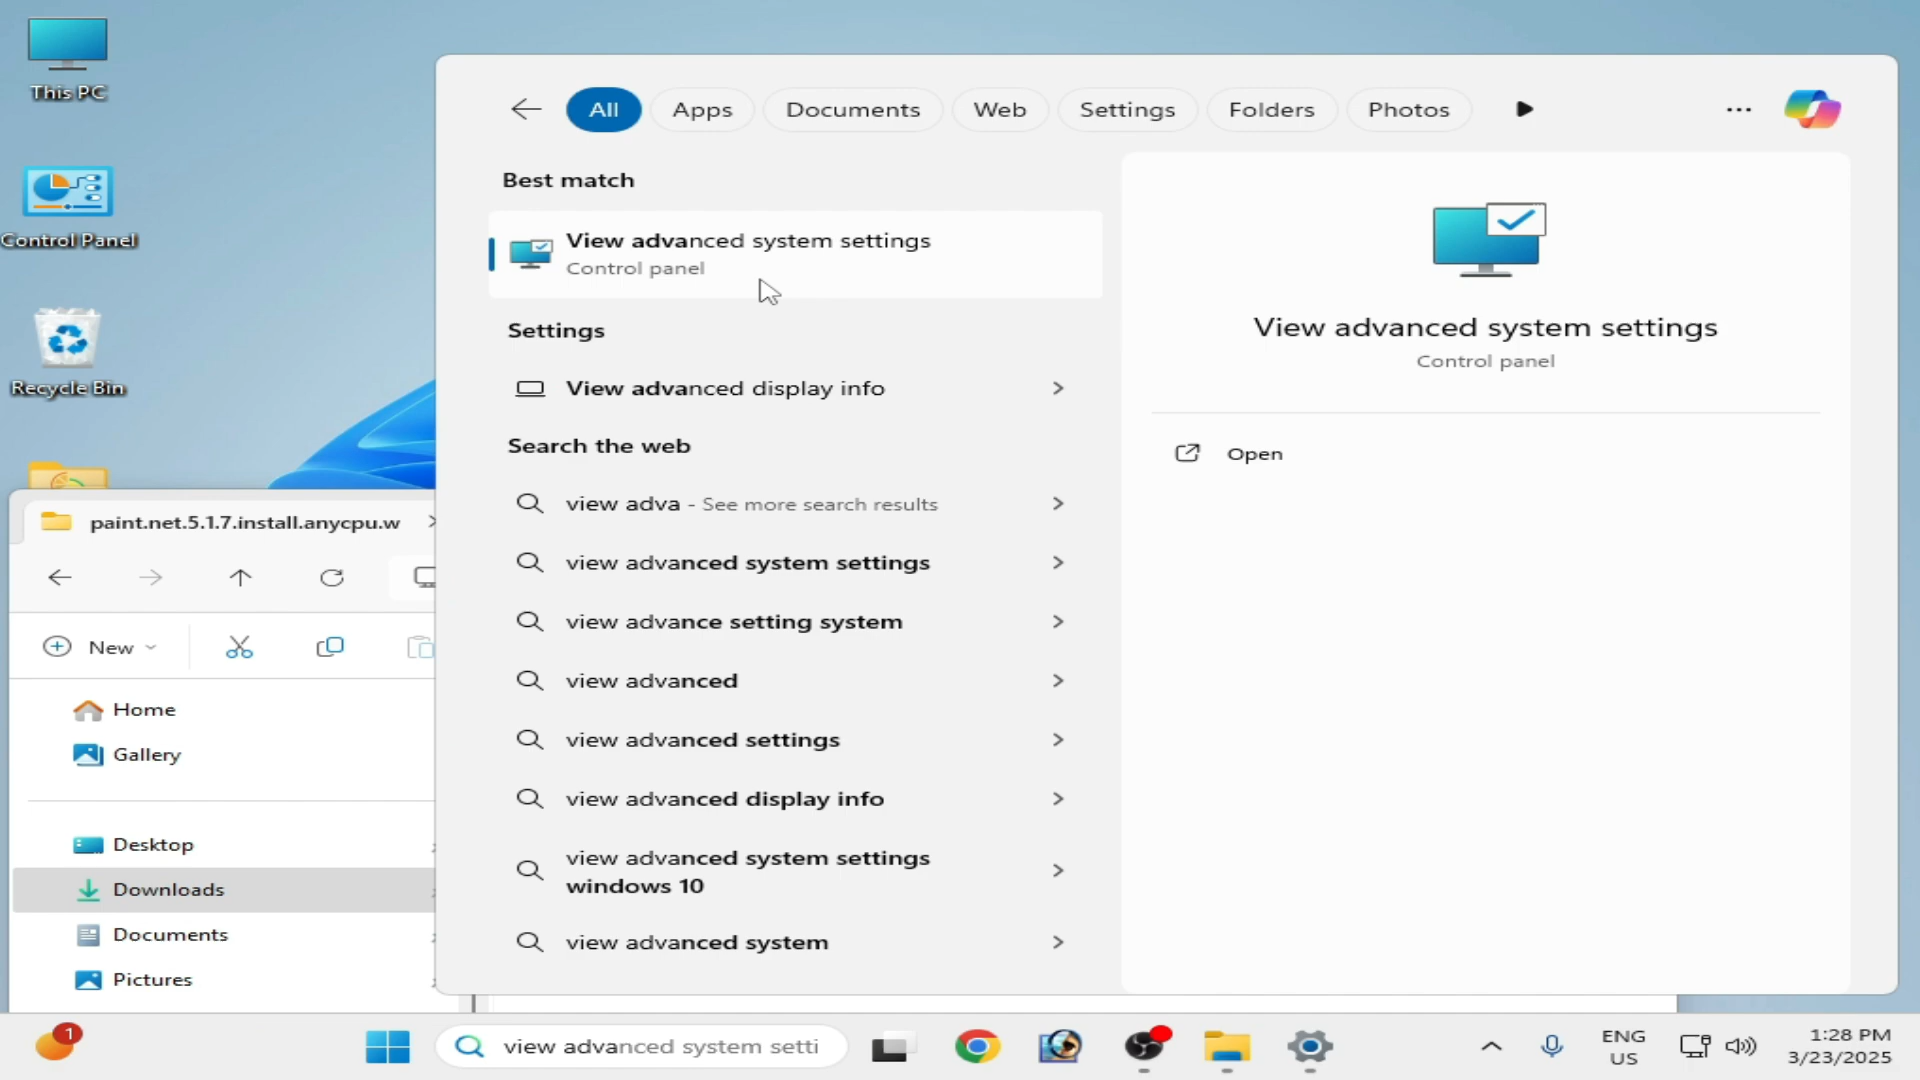 This PC
Control Panel
Recycle Bin
All
Apps
Documents
Web
Settings
Folders
Photos
Best match
View advanced system settings
Control panel
Settings
View advanced display info
Search the web
view adva - See more search results
view advanced system settings
view advance setting system
view advanced
view advanced settings
view advanced display info
view advanced system settings
windows 10
view advanced system
View advanced system settings
Control panel
Open
paint.net.5.1.7.install.anycpu.w
New
Home
Gallery
Desktop
Downloads
Documents
Pictures
1
view advanced system setti
ENG
US
1:28 PM
3/23/2025